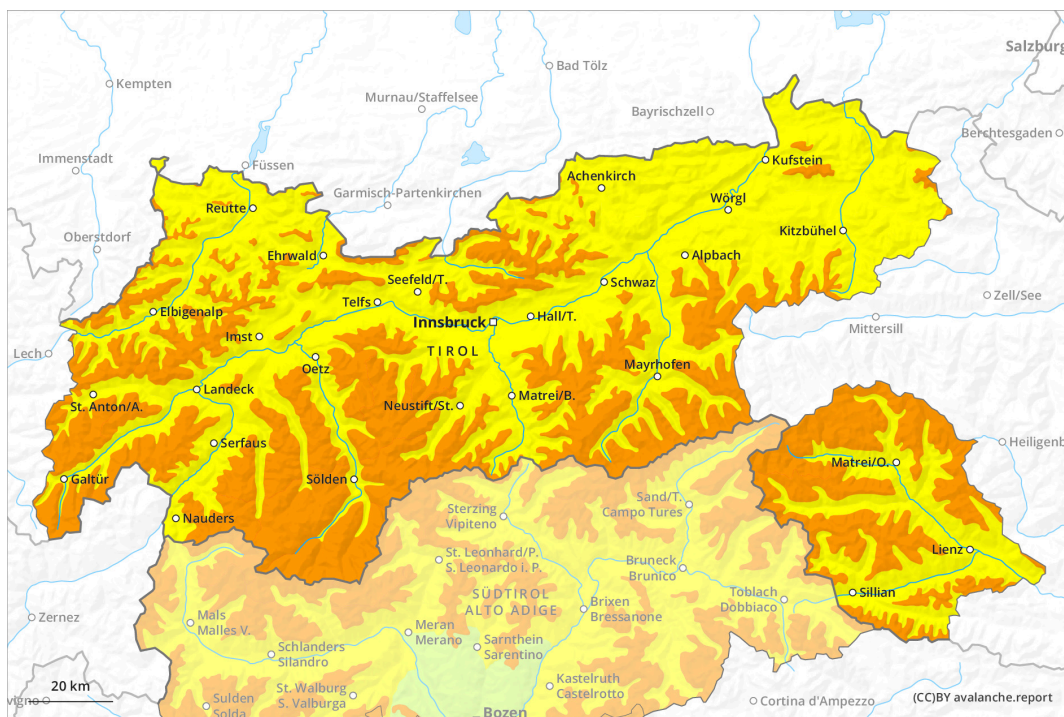 Salzburg
Kempten
Bad Tölz
Murnau/Staffelsee
Bayrischzell
Berchtesgaden
Immenstadt
Füssen
Kufstein
Achenkirch
Garmisch-Partenkirchen
Wörgl
Reutte
Oberstdorf
Kitzbühel
Ehrwald
Alpbach
Seefeld/T.
Schwaz
Zell/See
Telfs
Elbigenalp
Innsbruck
Hall/T.
Mittersill
Imst
Lech
TIROL
Oetz
Mayrhofen
Landeck
Matrei/B.
St. Anton/A.
Neustift/St.
Serfaus
Heiligenb
Matrei/O.
Galtür
Sölden
Sand/T.
Campo Tures
Sterzing
Vipiteno
Nauders
Lienz
St. Leonhard/P.
S. Leonardo i. P.
Bruneck
Brunico
SÜDTIROL
ALTO ADIGE
Toblach
Dobbiaco
Sillian
Brixen
Bressanone
Zernez
Mals
Malles V.
Meran
Merano
Sarnthein
Sarentino
Schlanders
Silandro
Kastelruth
Castelrotto
20 km
St. Walburg
S. Valburga
vigno
Sulden
Solda
Cortina d'Ampezzo
(CC)BY avalanche.report
Bozen